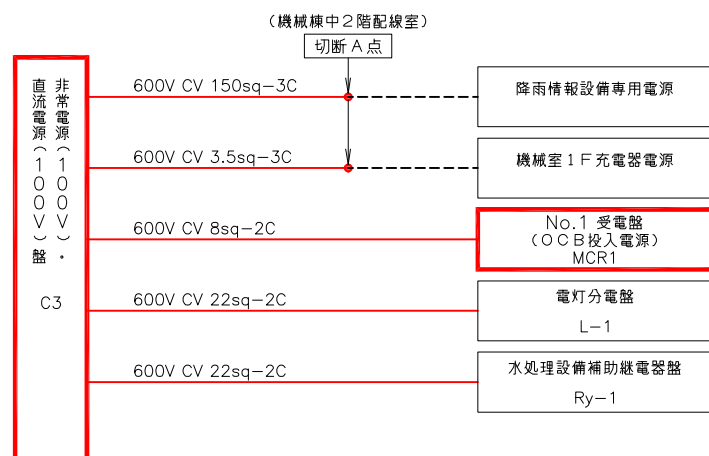 （機械棟中２階配線室）
切断Ａ点
非常電源（１００Ｖ）・
直流電源（１００Ｖ）盤
C3
600V CV 150sq−3C
降雨情報設備専用電源
600V CV 3.5sq−3C
機械室１Ｆ充電器電源
600V CV 8sq−2C
No.1 受電盤
（ＯＣＢ投入電源）
MCR1
600V CV 22sq−2C
電灯分電盤
L−1
600V CV 22sq−2C
水処理設備補助継電器盤
Ry−1